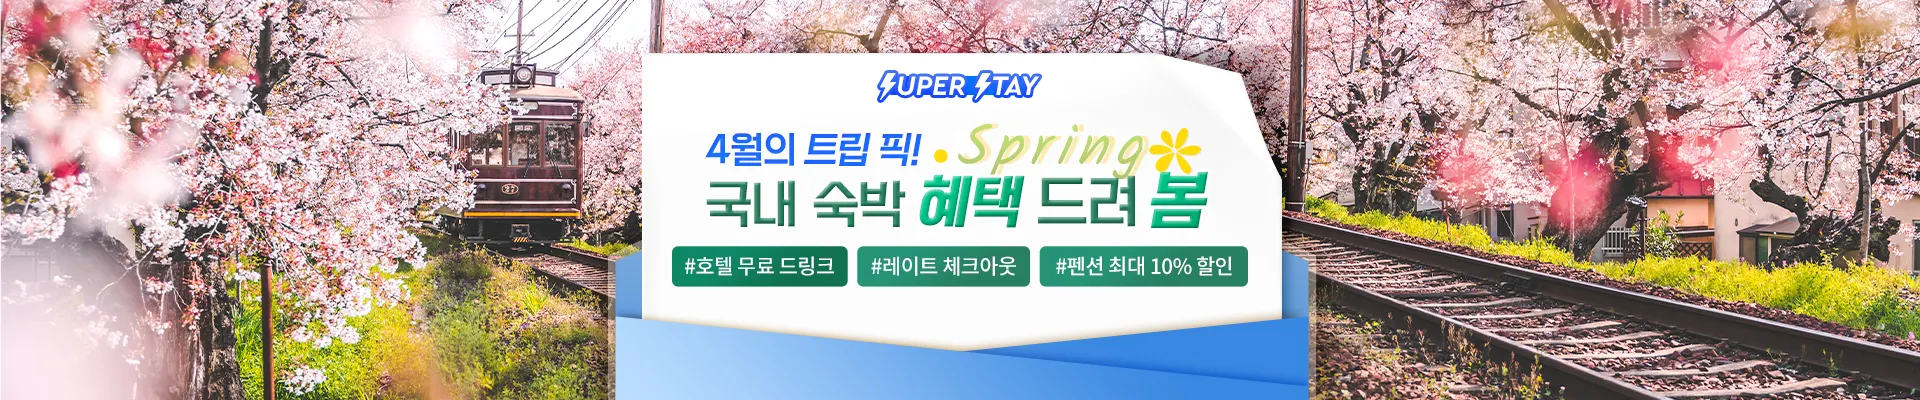 SUPER STAY
4월의 트립 픽! Spring
국내 숙박 혜택 드려 봄
#호텔 무료 드링크 #레이트 체크아웃 #펜션 최대 10% 할인
27